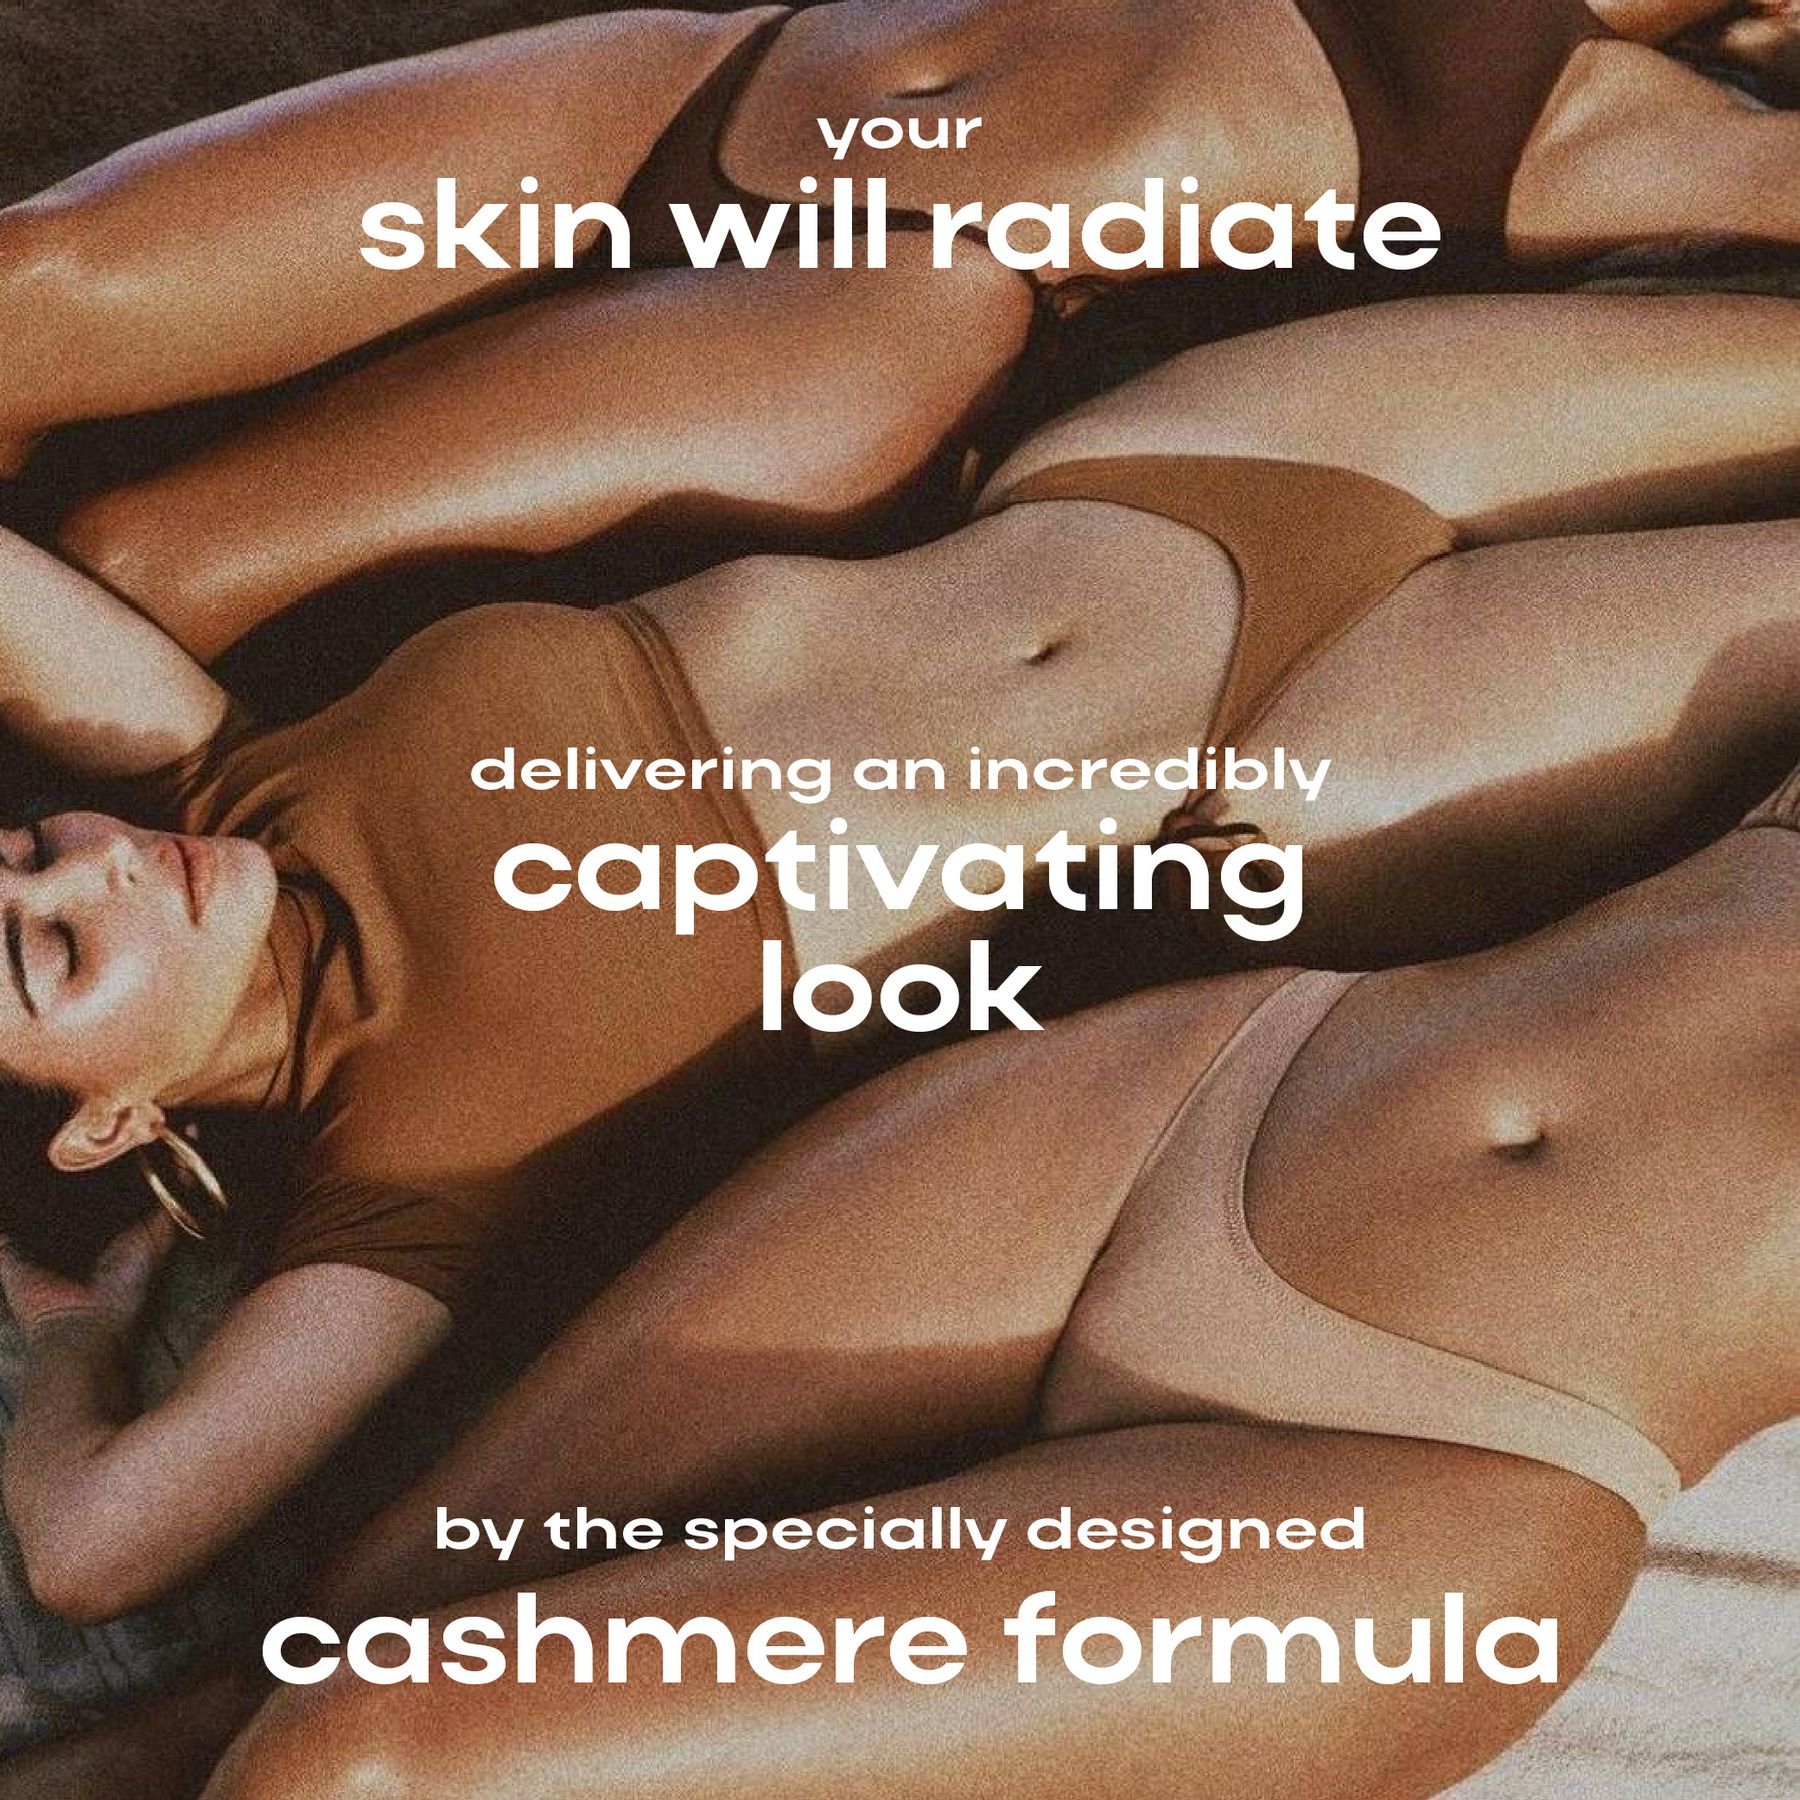 your
skin will radiate
delivering an incredibly
captivating
look
by the specially designed
cashmere formula